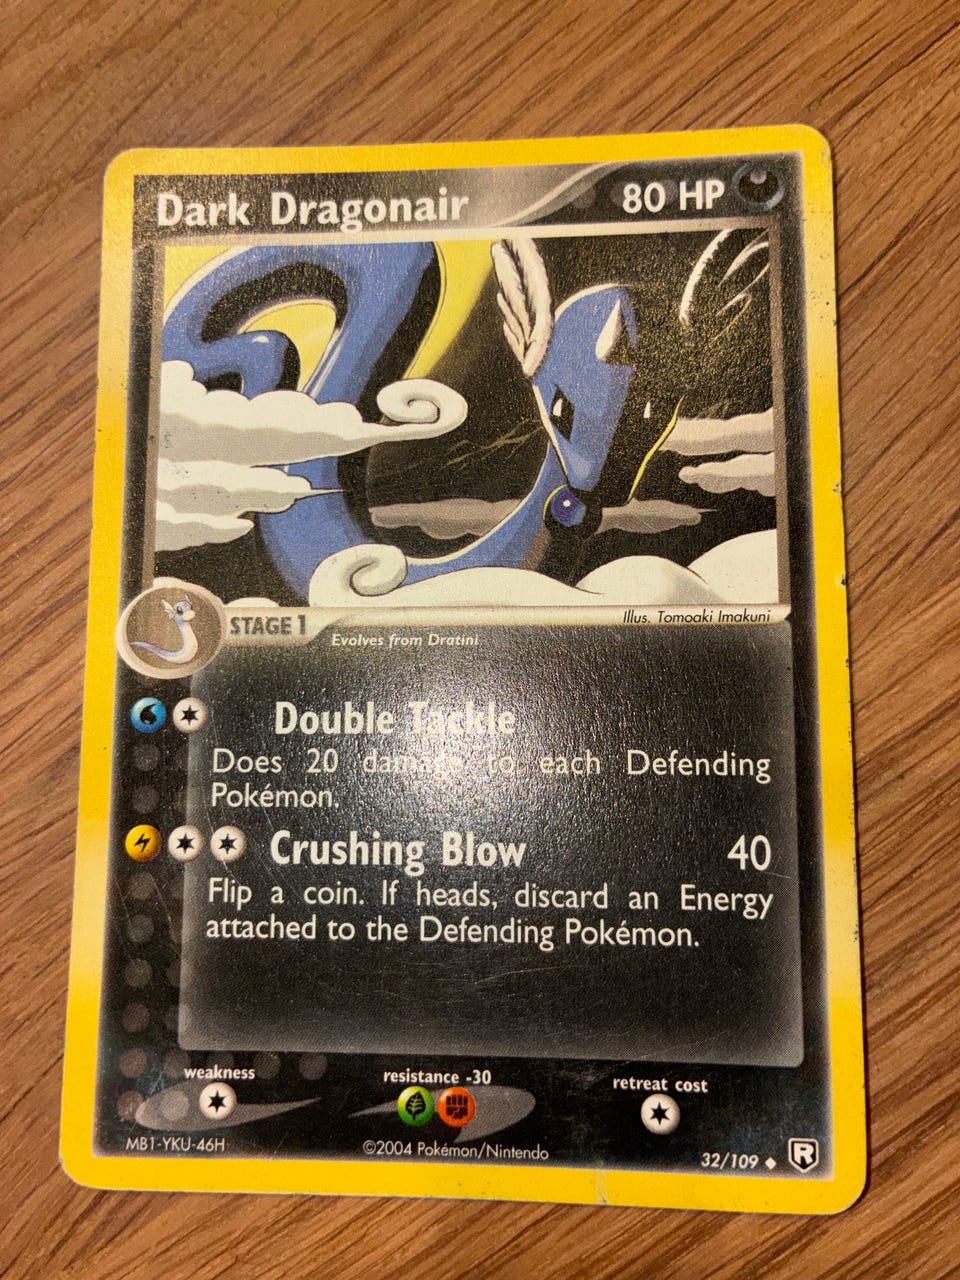 Dark Dragonair 80 HP
Illus. Tomoaki Imakuni
STAGE 1
Evolves from Dratini
Double Tackle
Does 20 damage to each Defending
Pokémon.
Crushing Blow 40
Flip a coin. If heads, discard an Energy
attached to the Defending Pokémon.
weakness resistance -30 retreat cost
MB1-YKU-46H ©2004 Pokémon/Nintendo 32/109 R